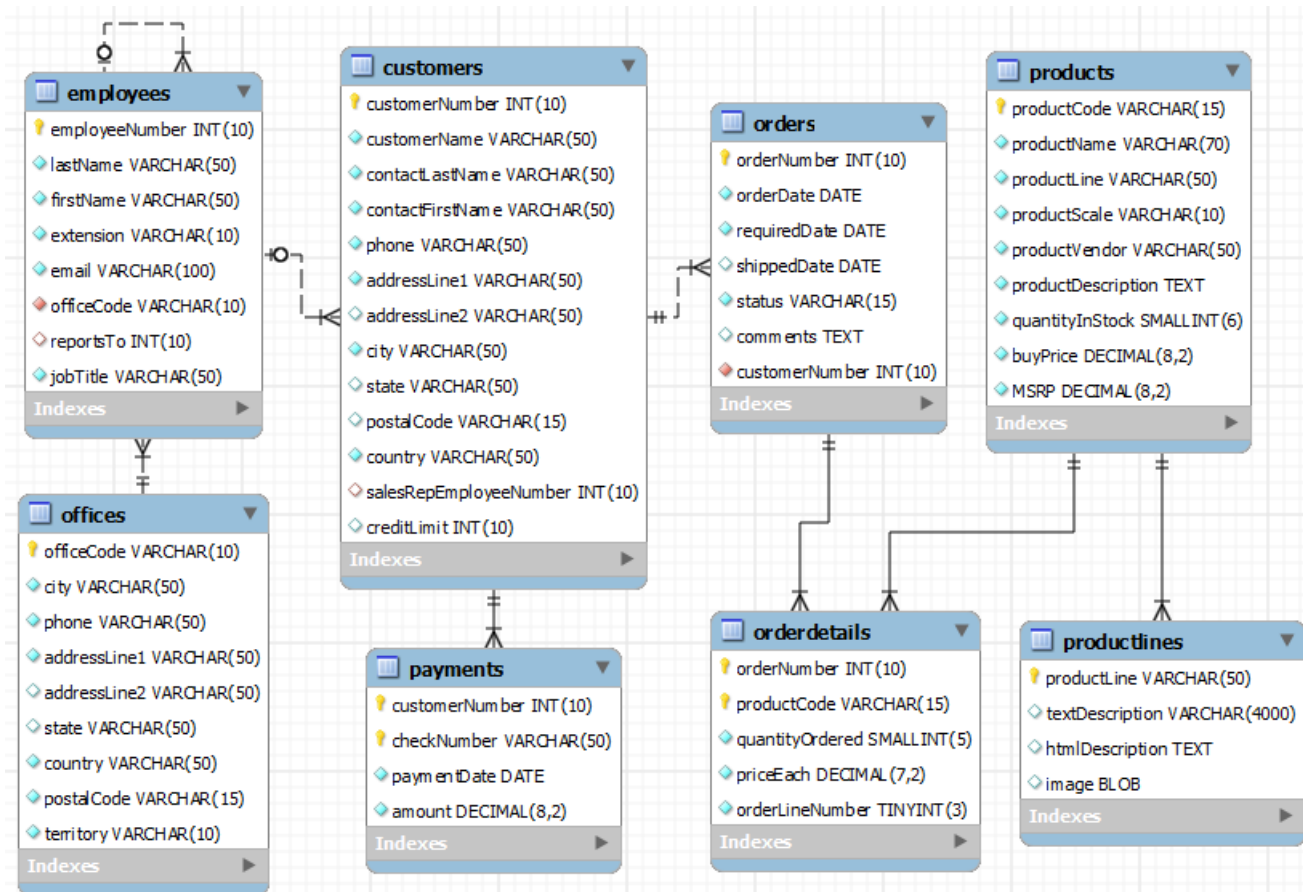 employees
employeeNumber INT(10)
lastName VARCHAR(50)
firstName VARCHAR(50)
extension VARCHAR(10)
email VARCHAR(100)
officeCode VARCHAR(10)
reportsTo INT(10)
jobTitle VARCHAR(50)
Indexes
offices
officeCode VARCHAR(10)
city VARCHAR(50)
phone VARCHAR(50)
addressLine1 VARCHAR(50)
addressLine2 VARCHAR(50)
state VARCHAR(50)
country VARCHAR(50)
postalCode VARCHAR(15)
territory VARCHAR(10)
Indexes
customers
customerNumber INT(10)
customerName VARCHAR(50)
contactLastName VARCHAR(50)
contactFirstName VARCHAR(50)
phone VARCHAR(50)
addressLine1 VARCHAR(50)
addressLine2 VARCHAR(50)
city VARCHAR(50)
state VARCHAR(50)
postalCode VARCHAR(15)
country VARCHAR(50)
salesRepEmployeeNumber INT(10)
creditLimit INT(10)
Indexes
payments
customerNumber INT(10)
checkNumber VARCHAR(50)
paymentDate DATE
amount DECIMAL(8,2)
Indexes
orders
orderNumber INT(10)
orderDate DATE
requiredDate DATE
shippedDate DATE
status VARCHAR(15)
comments TEXT
customerNumber INT(10)
Indexes
orderdetails
orderNumber INT(10)
productCode VARCHAR(15)
quantityOrdered SMALLINT(5)
priceEach DECIMAL(7,2)
orderLineNumber TINYINT(3)
Indexes
products
productCode VARCHAR(15)
productName VARCHAR(70)
productLine VARCHAR(50)
productScale VARCHAR(10)
productVendor VARCHAR(50)
productDescription TEXT
quantityInStock SMALLINT(6)
buyPrice DECIMAL(8,2)
MSRP DECIMAL(8,2)
Indexes
productlines
productLine VARCHAR(50)
textDescription VARCHAR(4000)
htmlDescription TEXT
image BLOB
Indexes